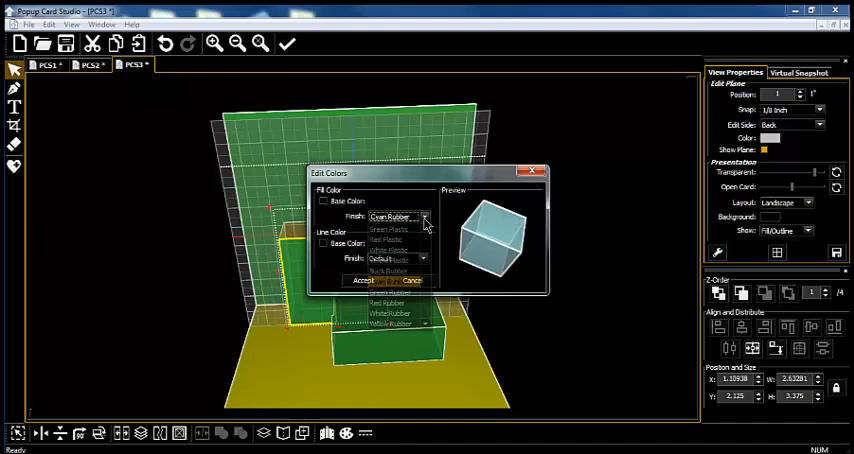 Popup Card Studio - [PCS3 *]
File Edit View Window Help
PCS1 * PCS2 * PCS3 *
View Properties Virtual Snapshot
Edit Plane
Position: 1 1"
Snap: 1/8 Inch
Edit Side: Back
Color:
Show Plane:
Presentation
Transparent:
Open Card:
Layout: Landscape
Background:
Show: Fill/Outline
Z-Order
1 /4
Align and Distribute
Position and Size
X: 1.10938 W: 2.63281
Y: 2.125 H: 3.375
Edit Colors
Fill Color
Base Color:
Finish: Cyan Rubber
Green Plastic
Red Plastic
White Plastic
Line Color
Base Color:
Finish: Default
Black Rubber
Accept Cancel
Green Rubber
Red Rubber
White Rubber
Yellow Rubber
Preview
Ready
NUM